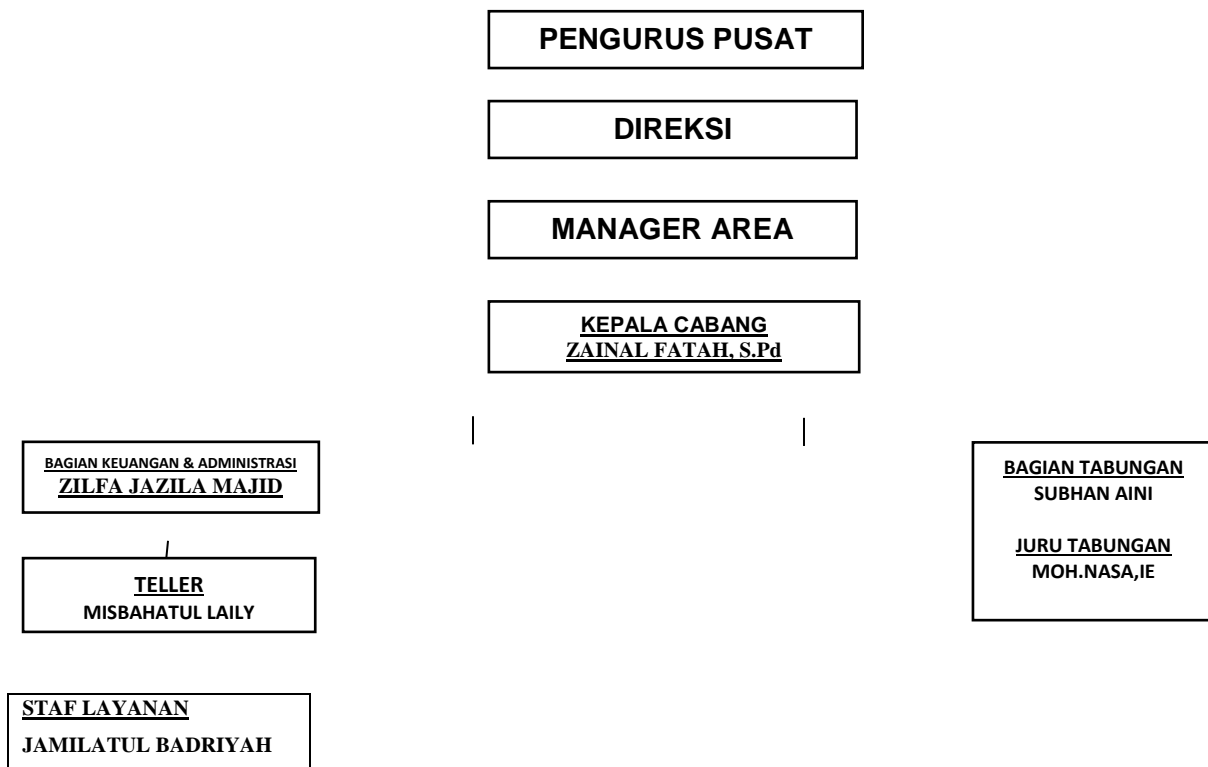 PENGURUS PUSAT
DIREKSI
MANAGER AREA
KEPALA CABANG
ZAINAL FATAH, S.Pd
BAGIAN KEUANGAN & ADMINISTRASI
ZILFA JAZILA MAJID
TELLER
MISBAHATUL LAILY
STAF LAYANAN
JAMILATUL BADRIYAH
BAGIAN TABUNGAN
SUBHAN AINI
JURU TABUNGAN
MOH.NASA,IE